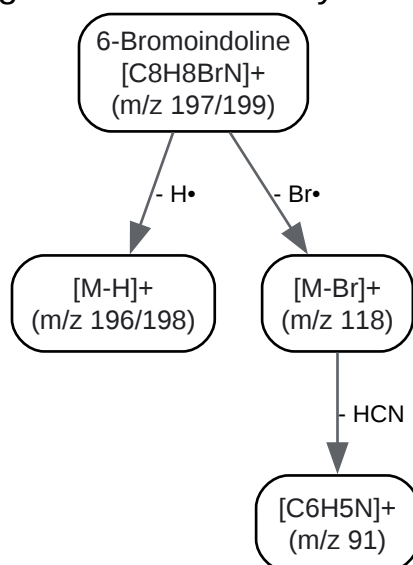 6-Bromoindoline
[C8H8BrN]+
(m/z 197/199)
- H•
- Br•
[M-H]+
(m/z 196/198)
[M-Br]+
(m/z 118)
- HCN
[C6H5N]+
(m/z 91)